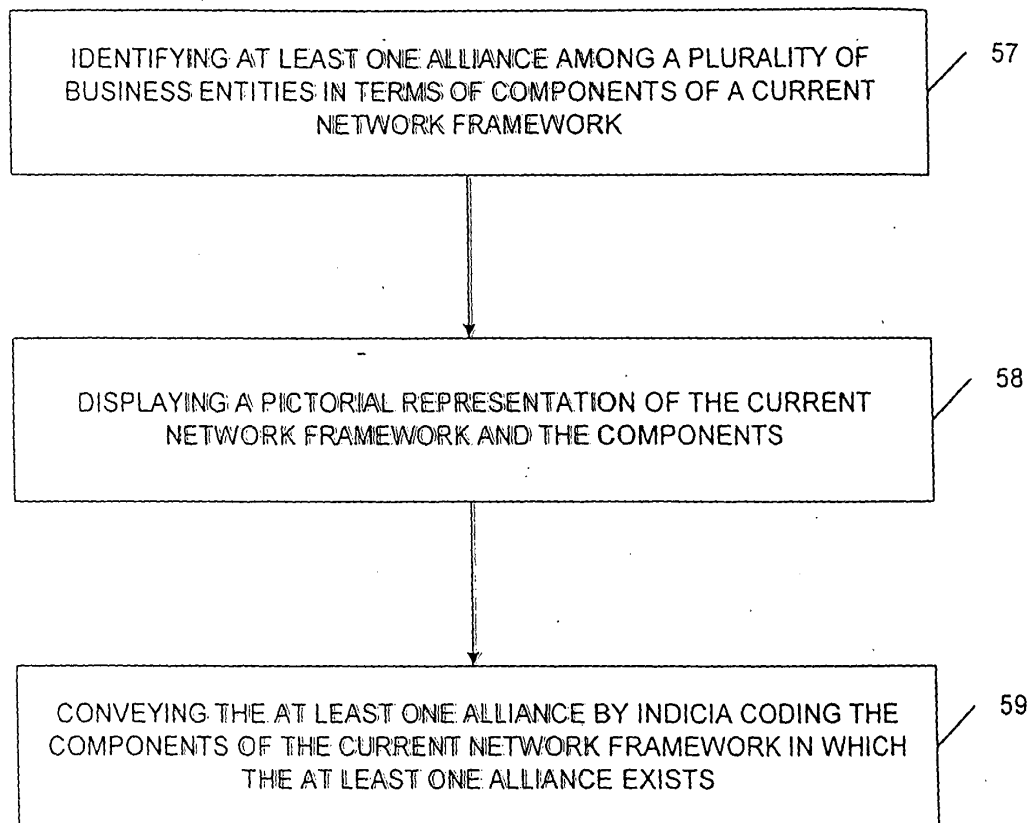 IDENTIFYING AT LEAST ONE ALLIANCE AMONG A PLURALITY OF
BUSINESS ENTITIES IN TERMS OF COMPONENTS OF A CURRENT
NETWORK FRAMEWORK
57
DISPLAYING A PICTORIAL REPRESENTATION OF THE CURRENT
NETWORK FRAMEWORK AND THE COMPONENTS
58
CONVEYING THE AT LEAST ONE ALLIANCE BY INDICIA CODING THE
COMPONENTS OF THE CURRENT NETWORK FRAMEWORK IN WHICH
THE AT LEAST ONE ALLIANCE EXISTS
59